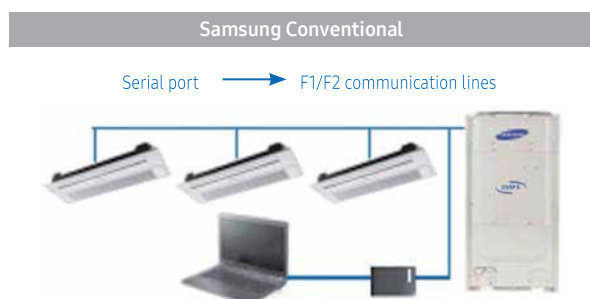 Samsung Conventional
Serial port F1/F2 communication lines
SAMSUNG